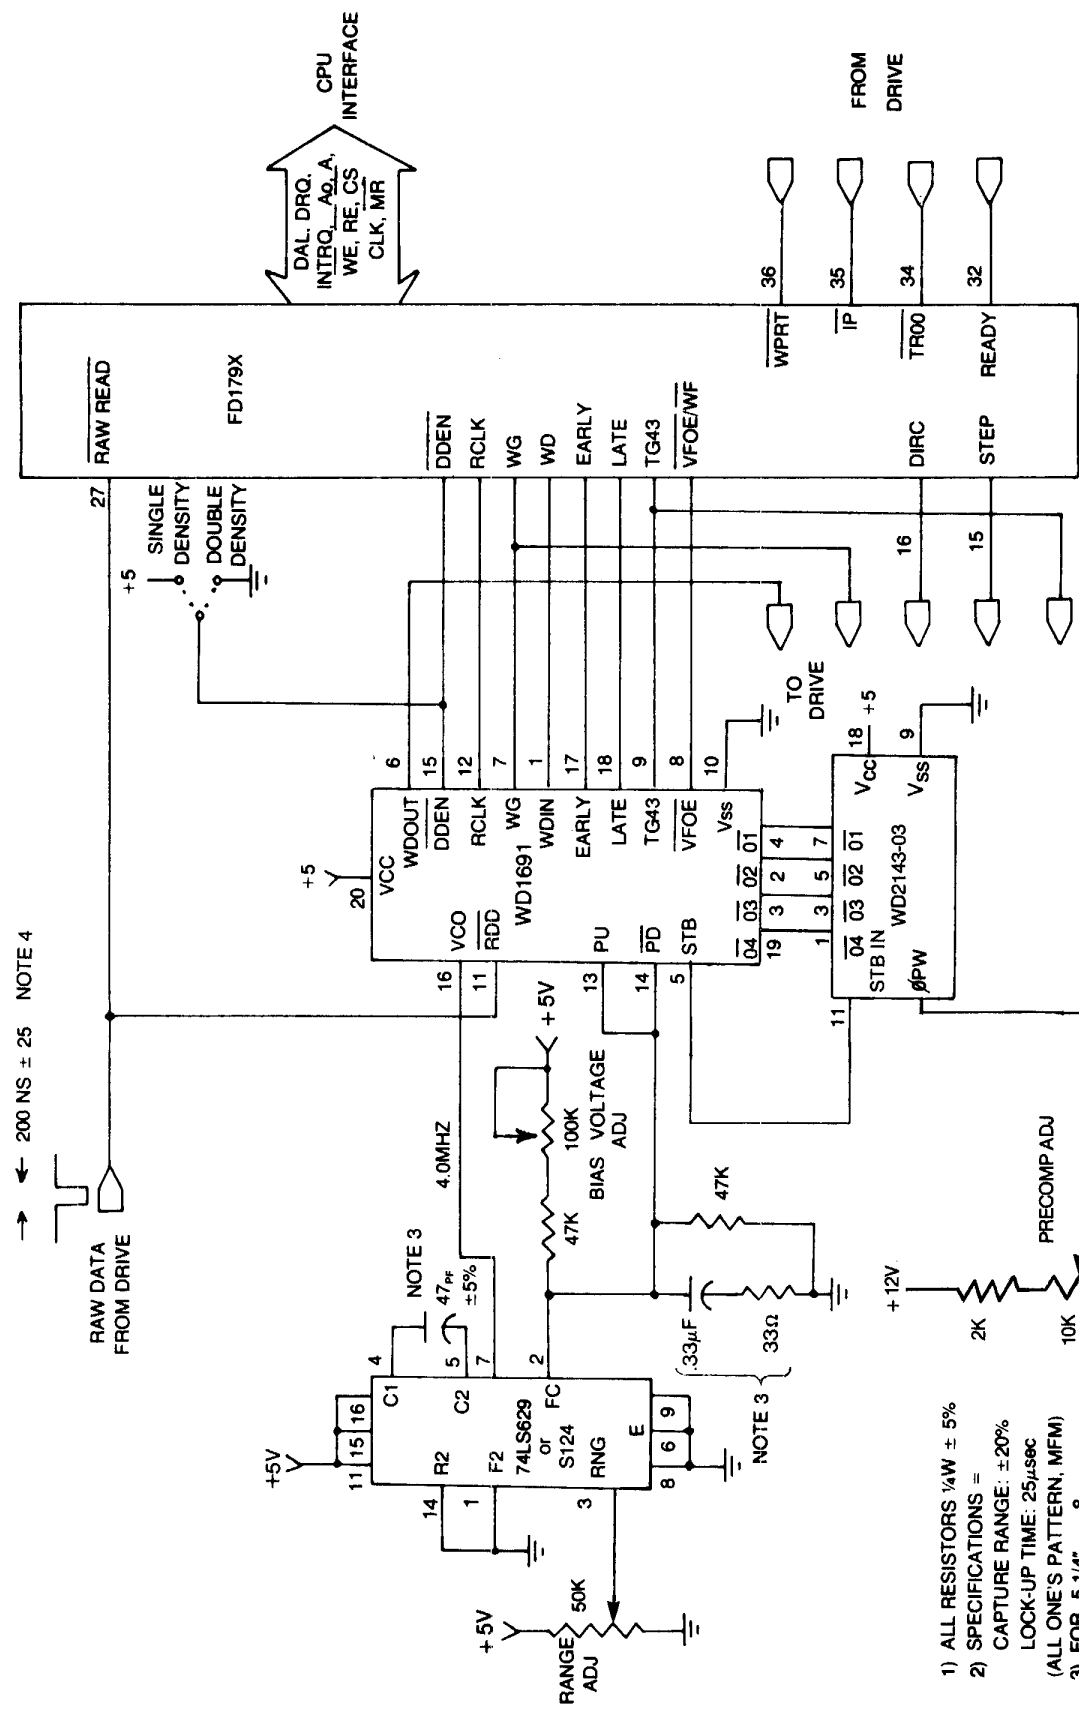 → ← 200 NS ± 25 NOTE 4
RAW DATA
FROM DRIVE
+5
SINGLE
DENSITY
DOUBLE
DENSITY
27
RAW READ
FD179X
DDEN
RCLK
WG
WD
EARLY
LATE
TG43
VFOE/WF
DIRC
STEP
WPRT
IP
TR00
READY
36
35
34
32
FROM
DRIVE
DAL, DRQ,
INTRQ, A0, A,
WE, RE, CS
CLK, MR
CPU
INTERFACE
16
15
TO
DRIVE
+5
20
VCC
WDOUT
DDEN
RCLK
WG
WDIN
EARLY
LATE
TG43
VFOE
Vss
6
15
12
7
1
17
18
9
8
10
WD1691
VCO
RDD
PU
PD
STB
16
11
13
14
5
04 03 02 01
19 3 2 4
1 3 5 7
04 03 02 01
STB IN
WD2143-03
ØPW
11
VCC
VSS
18
+5
9
4.0MHZ
+5V
100K
BIAS VOLTAGE
ADJ
47K
47K
.33µF
33Ω
NOTE 3
NOTE 3
47PF
±5%
4
5
7
2
C1
C2
FC
74LS629
or
S124
R2
F2
RNG
E
+5V
11 15 16
14
1
3
8 6 9
+5V
50K
RANGE
ADJ
+12V
2K
10K
PRECOMP ADJ
1) ALL RESISTORS ¼W ± 5%
2) SPECIFICATIONS =
CAPTURE RANGE: ±20%
LOCK-UP TIME: 25µsec
(ALL ONE'S PATTERN, MFM)